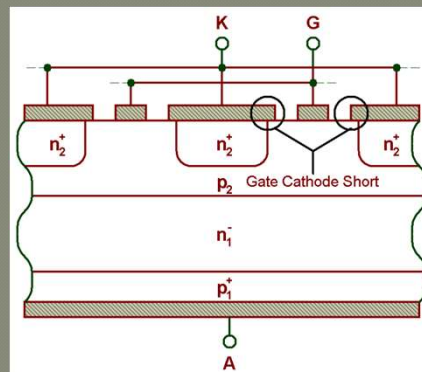 K G
n₂⁺ n₂⁺ n₂⁺
p₂ Gate Cathode Short
n₁⁻
p₁⁺
A